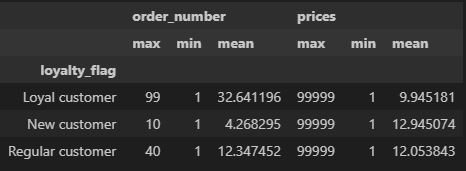 order_number prices
max min mean max min mean
loyalty_flag
Loyal customer 99 1 32.641196 99999 1 9.945181
New customer 10 1 4.268295 99999 1 12.945074
Regular customer 40 1 12.347452 99999 1 12.053843